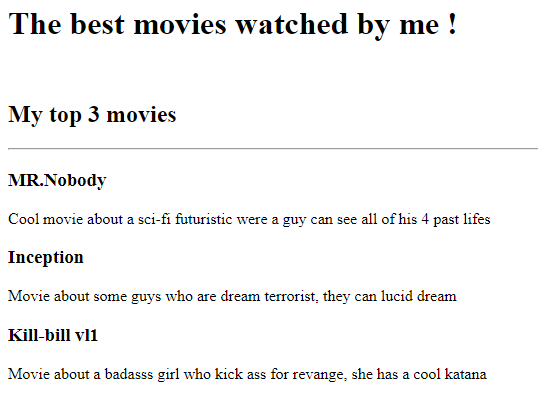 The best movies watched by me !
My top 3 movies
MR.Nobody
Cool movie about a sci-fi futuristic were a guy can see all of his 4 past lifes
Inception
Movie about some guys who are dream terrorist, they can lucid dream
Kill-bill vl1
Movie about a badasss girl who kick ass for revange, she has a cool katana